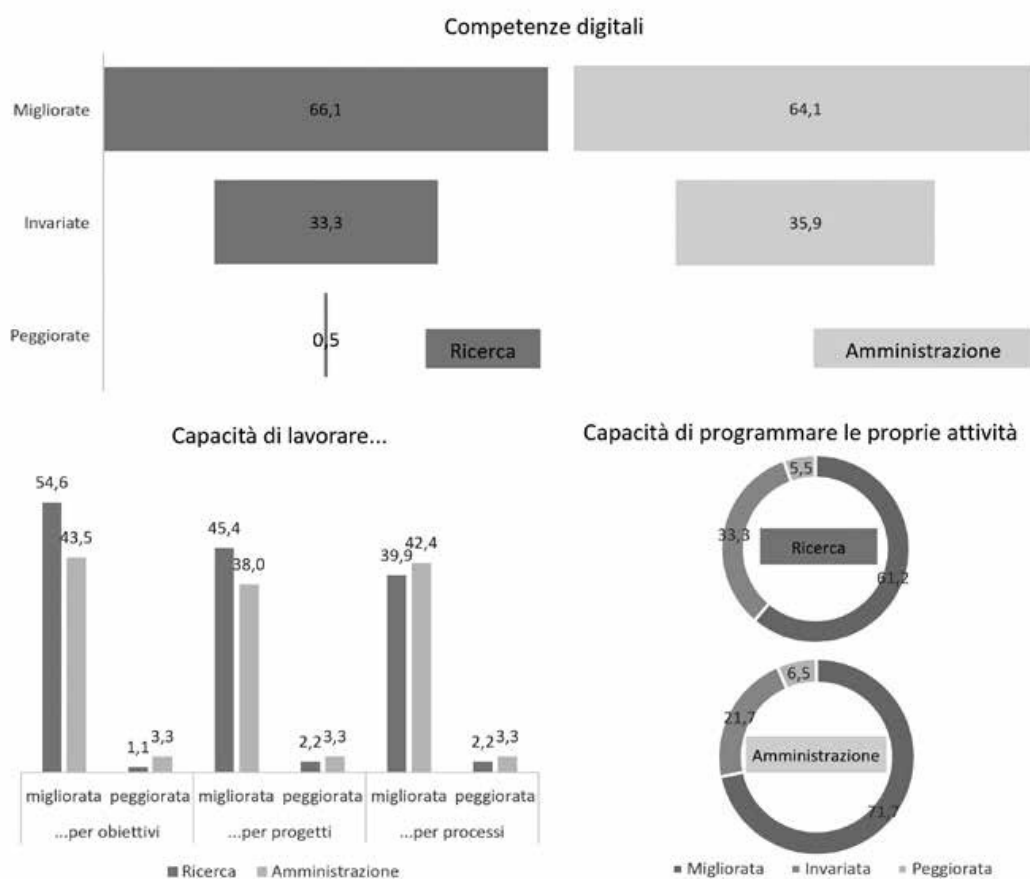 Competenze digitali
Migliorate
66,1
64,1
Invariate
33,3
35,9
Peggiorate
0,5
Ricerca
Amministrazione
Capacità di lavorare...
54,6
43,5
1,1
3,3
45,4
38,0
2,2
3,3
39,9
42,4
2,2
3,3
migliorata peggiorata migliorata peggiorata migliorata peggiorata
...per obiettivi ...per progetti ...per processi
Ricerca Amministrazione
Capacità di programmare le proprie attività
5,5
33,3
Ricerca
61,2
6,5
21,7
Amministrazione
71,7
Migliorata Invariata Peggiorata